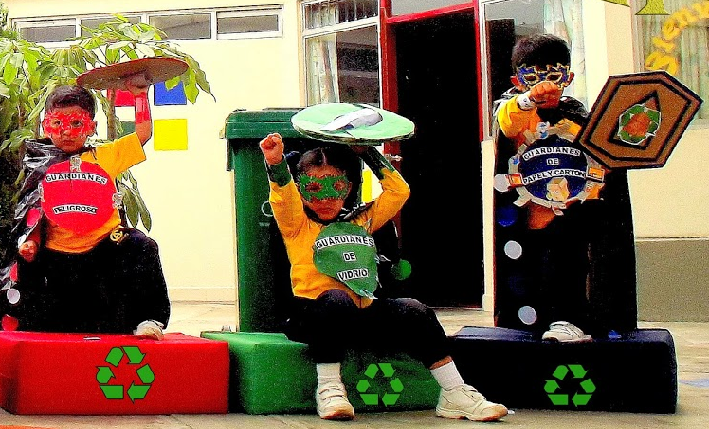 GUARDIANES
PELIGROSO
GUARDIANES
DE
VIDRIO
GUARDIANES
DE
PAPEL Y CARTON